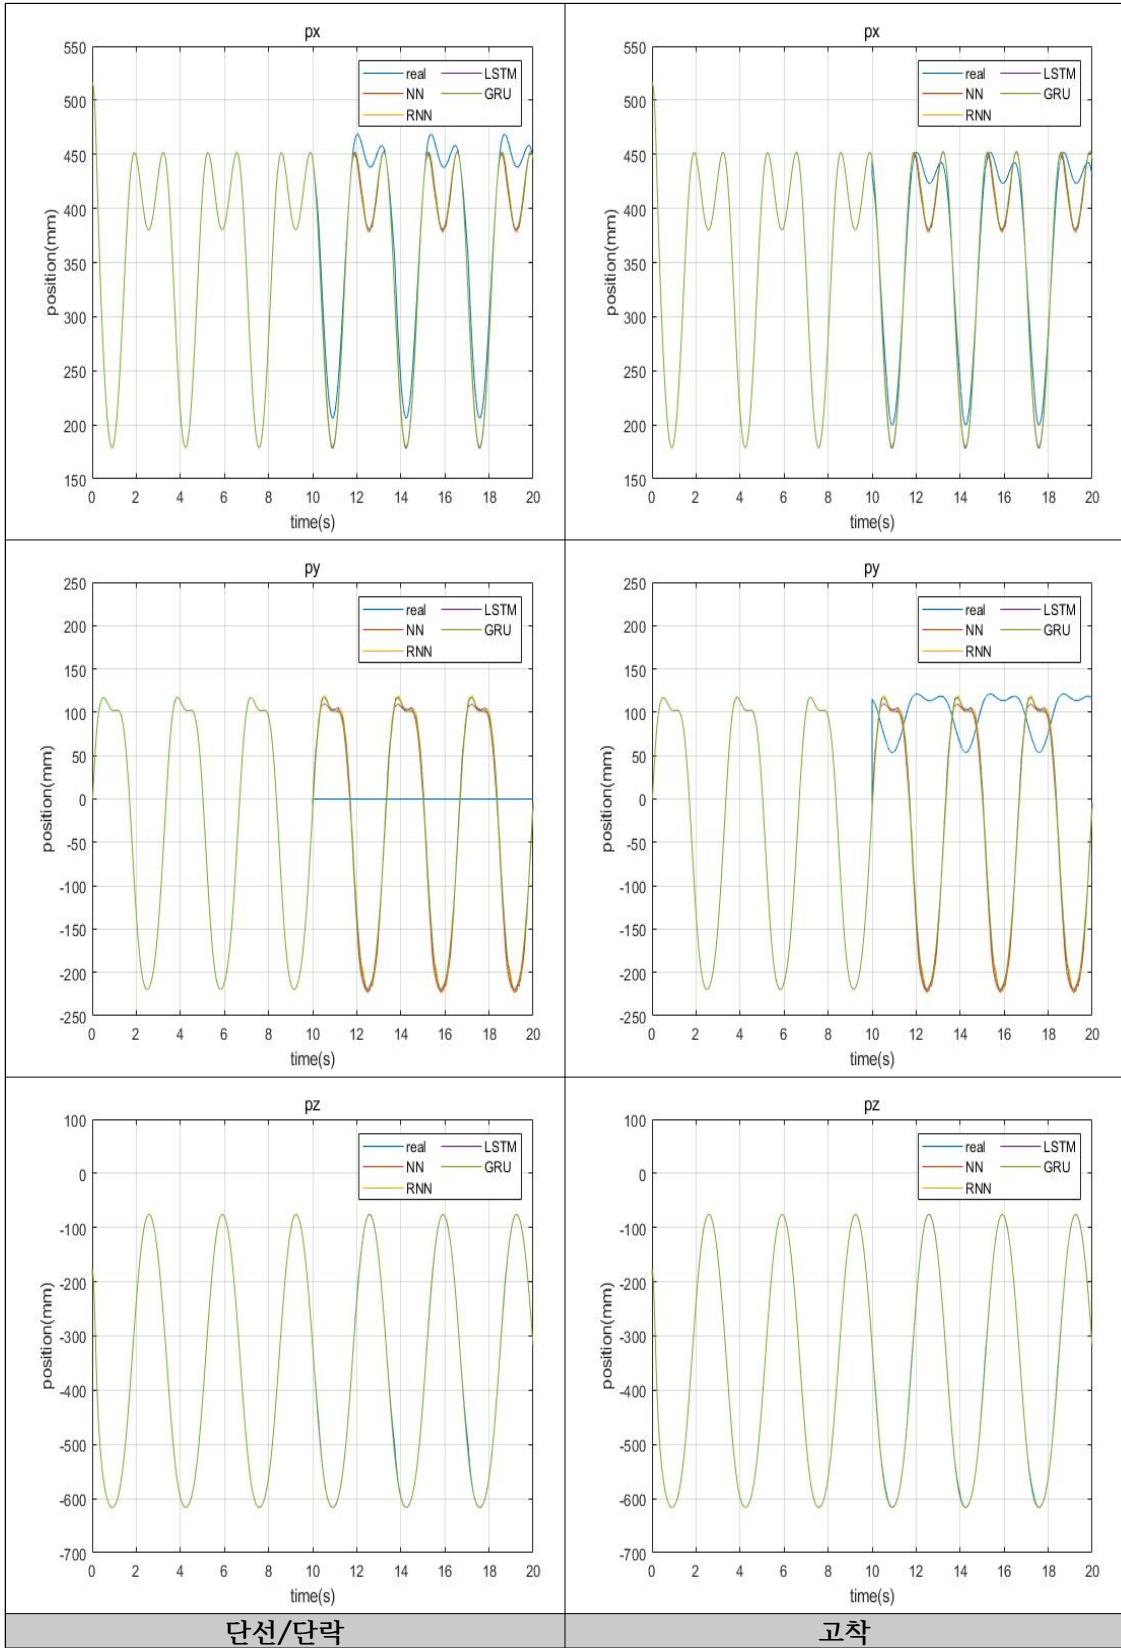 px
550
500
450
400
350
300
250
200
150
position(mm)
real
NN
RNN
LSTM
GRU
0 2 4 6 8 10 12 14 16 18 20
time(s)
px
550
500
450
400
350
300
250
200
150
position(mm)
real
NN
RNN
LSTM
GRU
0 2 4 6 8 10 12 14 16 18 20
time(s)
py
250
200
150
100
50
0
-50
-100
-150
-200
-250
position(mm)
real
NN
RNN
LSTM
GRU
0 2 4 6 8 10 12 14 16 18 20
time(s)
py
250
200
150
100
50
0
-50
-100
-150
-200
-250
position(mm)
real
NN
RNN
LSTM
GRU
0 2 4 6 8 10 12 14 16 18 20
time(s)
pz
100
0
-100
-200
-300
-400
-500
-600
-700
position(mm)
real
NN
RNN
LSTM
GRU
0 2 4 6 8 10 12 14 16 18 20
time(s)
pz
100
0
-100
-200
-300
-400
-500
-600
-700
position(mm)
real
NN
RNN
LSTM
GRU
0 2 4 6 8 10 12 14 16 18 20
time(s)
단선/단락
고착